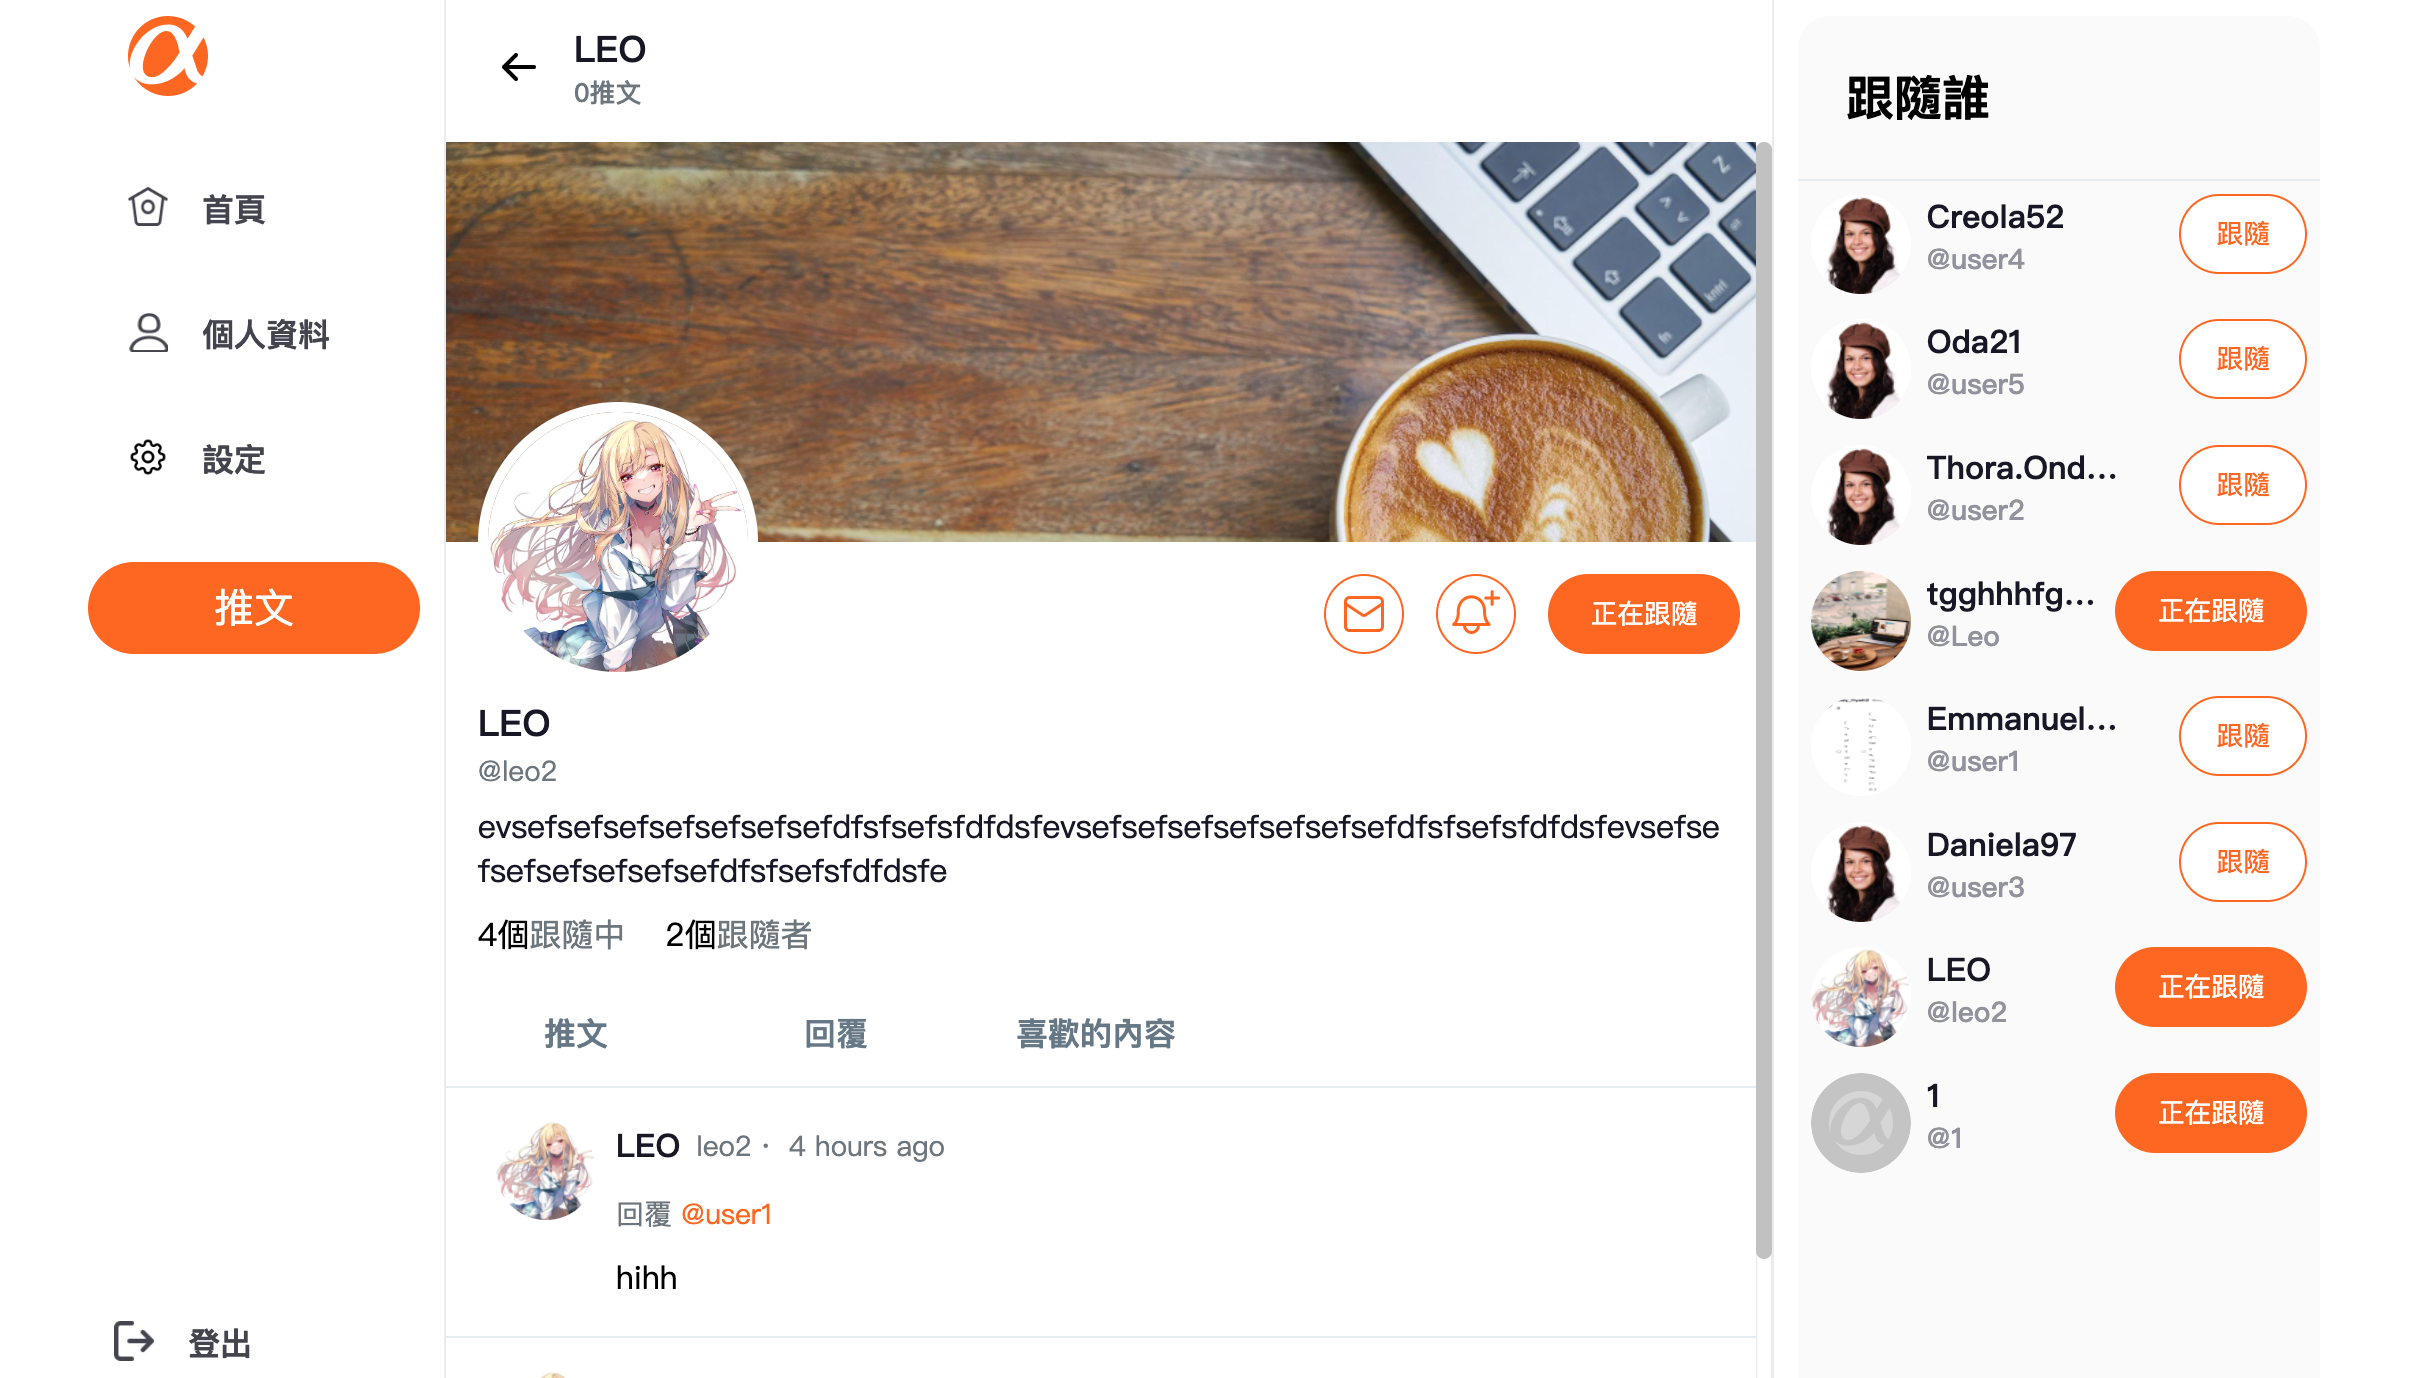 首頁
個人資料
設定
推文
登出
LEO
0推文
正在跟隨
LEO
@leo2
evsefsefsefsefsefsefsefsefdfsfsefsfdfdsfevsefsefsefsefsefsefsefdfsfsefsfdfdsfevsefse
fsefsefsefsefsefdfsfsefsfdfdsfe
4個跟隨中 2個跟隨者
推文 回覆 喜歡的內容
LEO leo2 · 4 hours ago
回覆 @user1
hihh
跟隨誰
Creola52
@user4
跟隨
Oda21
@user5
跟隨
Thora.Ond...
@user2
跟隨
tgghhhfg...
@Leo
正在跟隨
Emmanuel...
@user1
跟隨
Daniela97
@user3
跟隨
LEO
@leo2
正在跟隨
1
@1
正在跟隨